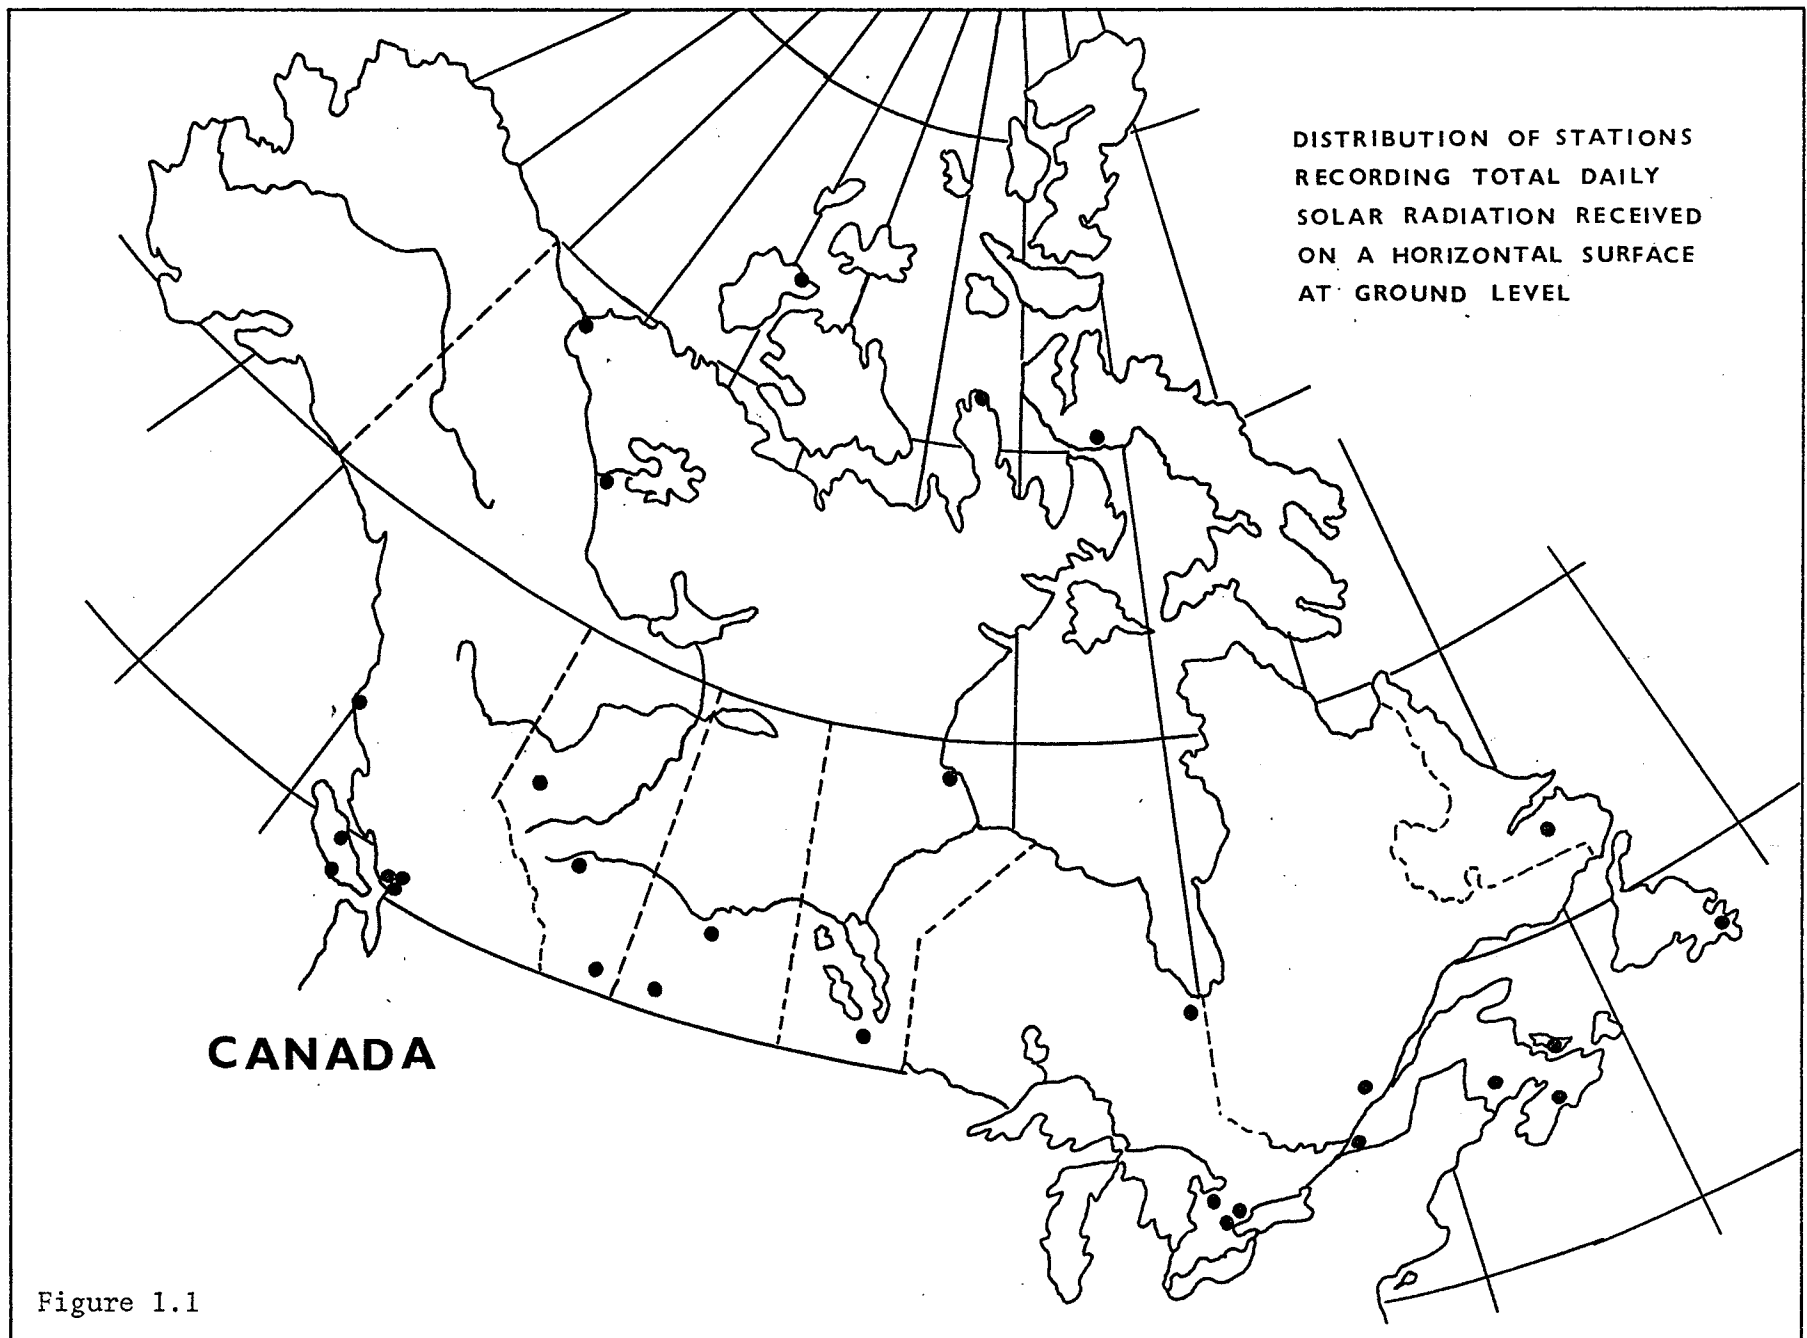 DISTRIBUTION OF STATIONS
RECORDING TOTAL DAILY
SOLAR RADIATION RECEIVED
ON A HORIZONTAL SURFACE
AT GROUND LEVEL
CANADA
Figure 1.1